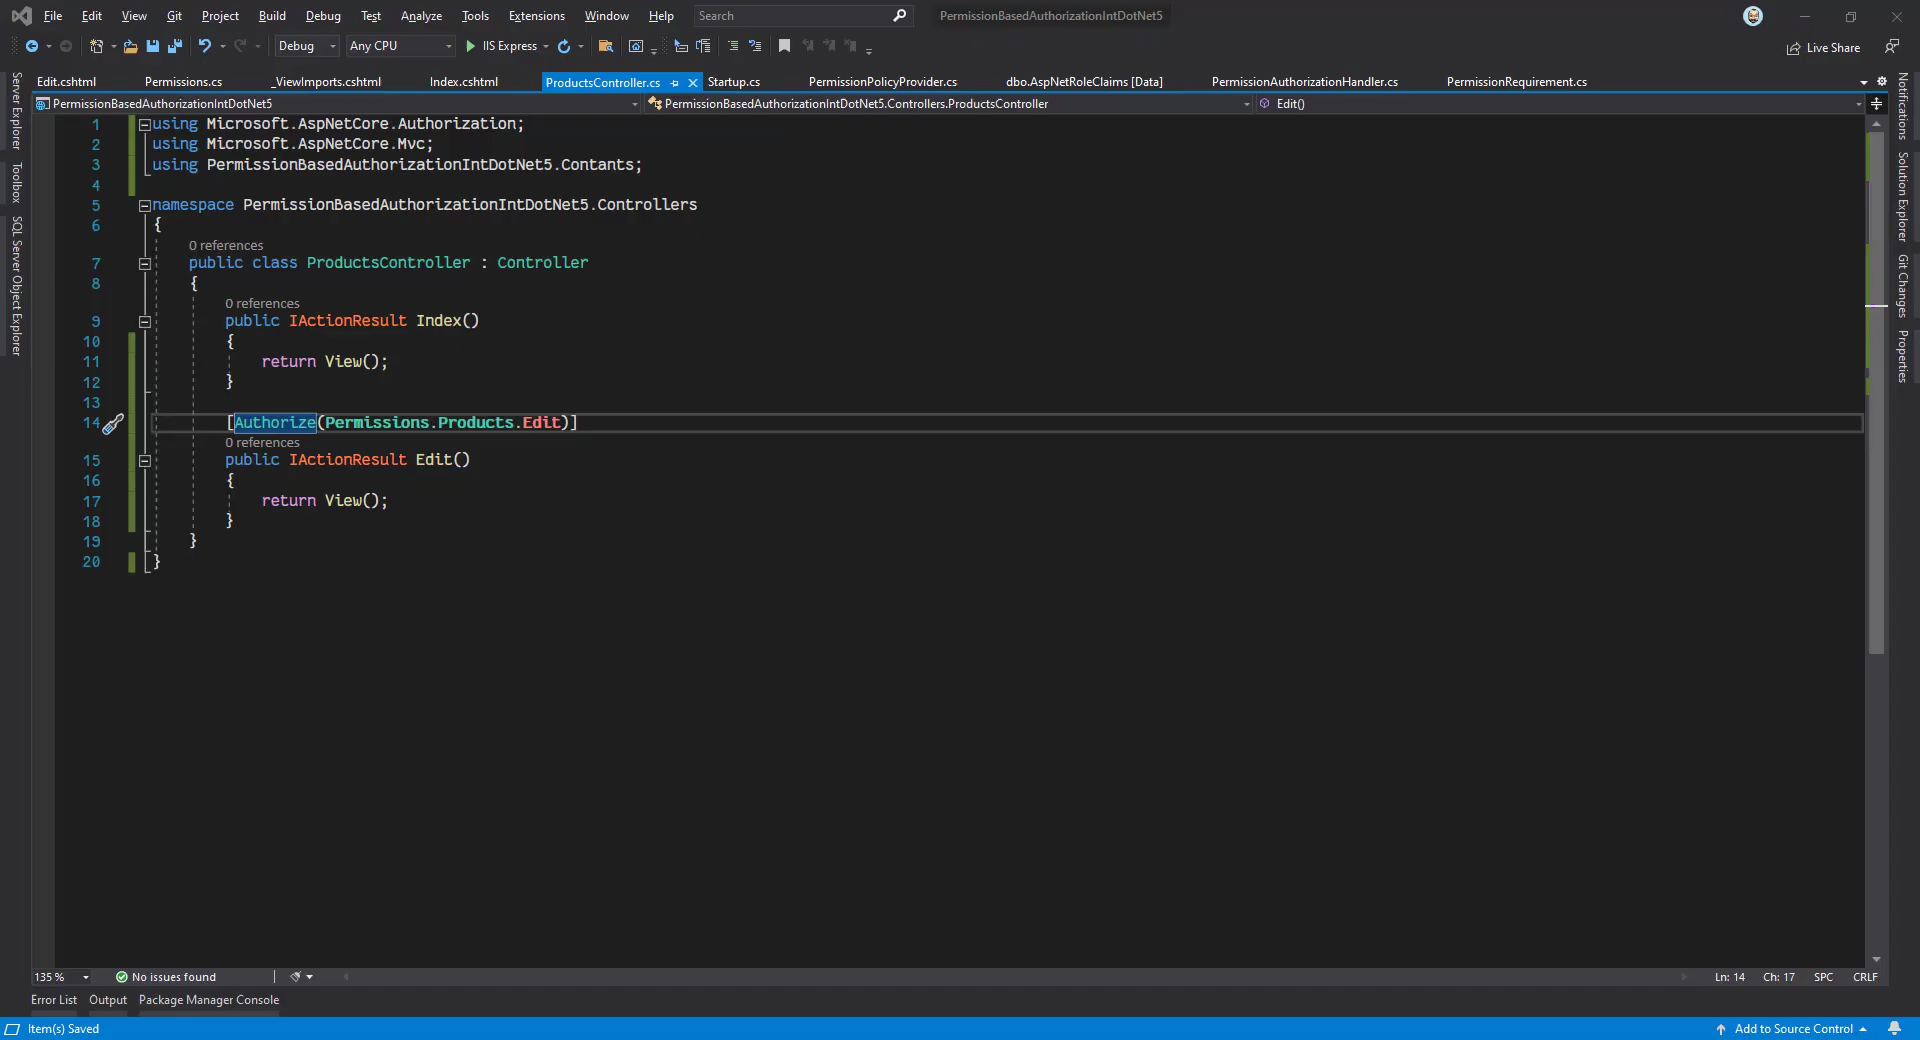 File Edit View Git Project Build Debug Test Analyze Tools Extensions Window Help Search PermissionBasedAuthorizationIntDotNet5
Debug Any CPU IIS Express Live Share
Edit.cshtml Permissions.cs _ViewImports.cshtml Index.cshtml ProductsController.cs Startup.cs PermissionPolicyProvider.cs dbo.AspNetRoleClaims [Data] PermissionAuthorizationHandler.cs PermissionRequirement.cs
PermissionBasedAuthorizationIntDotNet5 PermissionBasedAuthorizationIntDotNet5.Controllers.ProductsController Edit()
Server Explorer
Toolbox
SQL Server Object Explorer
1 using Microsoft.AspNetCore.Authorization;
2 using Microsoft.AspNetCore.Mvc;
3 using PermissionBasedAuthorizationIntDotNet5.Contants;
4
5 namespace PermissionBasedAuthorizationIntDotNet5.Controllers
6 {
0 references
7 public class ProductsController : Controller
8 {
0 references
9 public IActionResult Index()
10 {
11 return View();
12 }
13
14 [Authorize(Permissions.Products.Edit)]
0 references
15 public IActionResult Edit()
16 {
17 return View();
18 }
19 }
20 }
Notifications
Solution Explorer
Git Changes
Properties
135 % No issues found Ln: 14 Ch: 17 SPC CRLF
Error List Output Package Manager Console
Item(s) Saved Add to Source Control